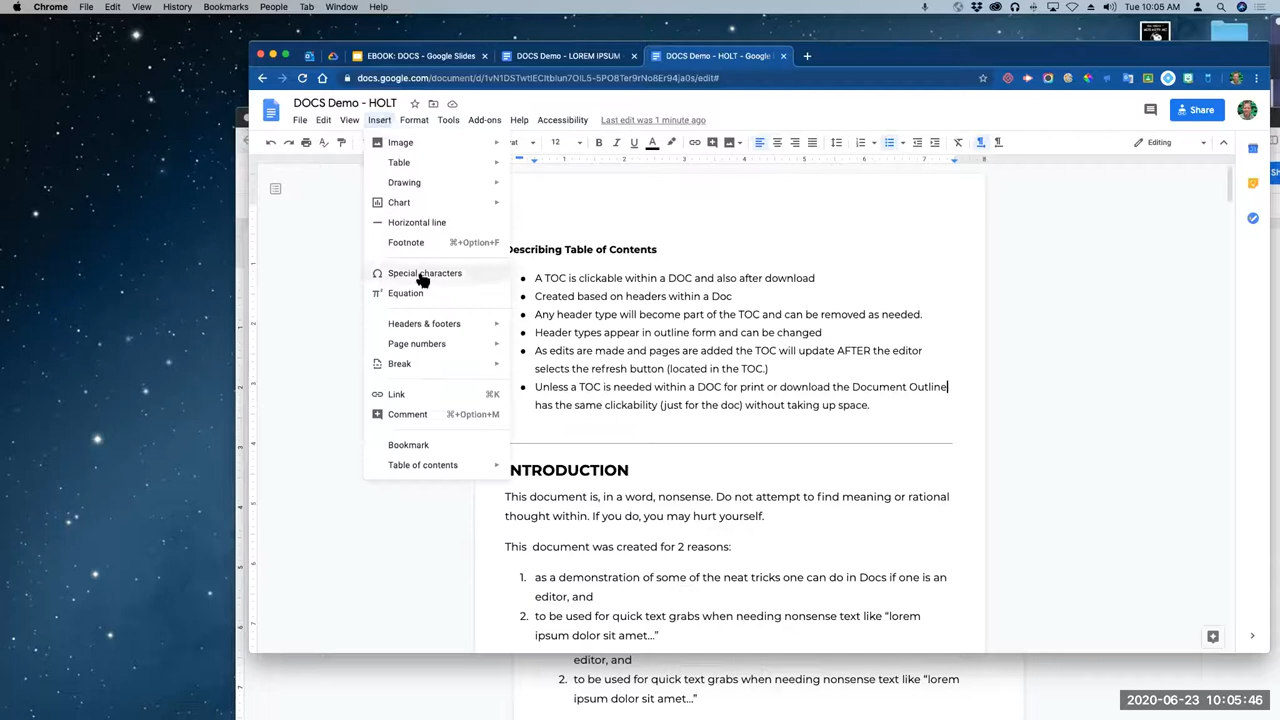 Chrome File Edit View History Bookmarks People Tab Window Help
Tue 10:05 AM
EBOOK: DOCS - Google Slides
DOCS Demo - LOREM IPSUM
DOCS Demo - HOLT - Google
docs.google.com/document/d/1vN1DSTwtIECItbIun7OIL5-5PO8Ter9rNo8Er94ja0s/edit#
DOCS Demo - HOLT
File Edit View Insert Format Tools Add-ons Help Accessibility Last edit was 1 minute ago
Share
12 B I U A
Editing
Image
Table
Drawing
Chart
Horizontal line
Footnote ⌘+Option+F
Special characters
Equation
Headers & footers
Page numbers
Break
Link ⌘K
Comment ⌘+Option+M
Bookmark
Table of contents
1 2 3 4 5 6 7 8
Describing Table of Contents
● A TOC is clickable within a DOC and also after download
● Created based on headers within a Doc
● Any header type will become part of the TOC and can be removed as needed.
● Header types appear in outline form and can be changed
● As edits are made and pages are added the TOC will update AFTER the editor
selects the refresh button (located in the TOC.)
● Unless a TOC is needed within a DOC for print or download the Document Outline
has the same clickability (just for the doc) without taking up space.
INTRODUCTION
This document is, in a word, nonsense. Do not attempt to find meaning or rational
thought within. If you do, you may hurt yourself.
This document was created for 2 reasons:
1. as a demonstration of some of the neat tricks one can do in Docs if one is an
editor, and
2. to be used for quick text grabs when needing nonsense text like “lorem
ipsum dolor sit amet...”
editor, and
2. to be used for quick text grabs when needing nonsense text like “lorem
ipsum dolor sit amet...”
2020-06-23 10:05:46